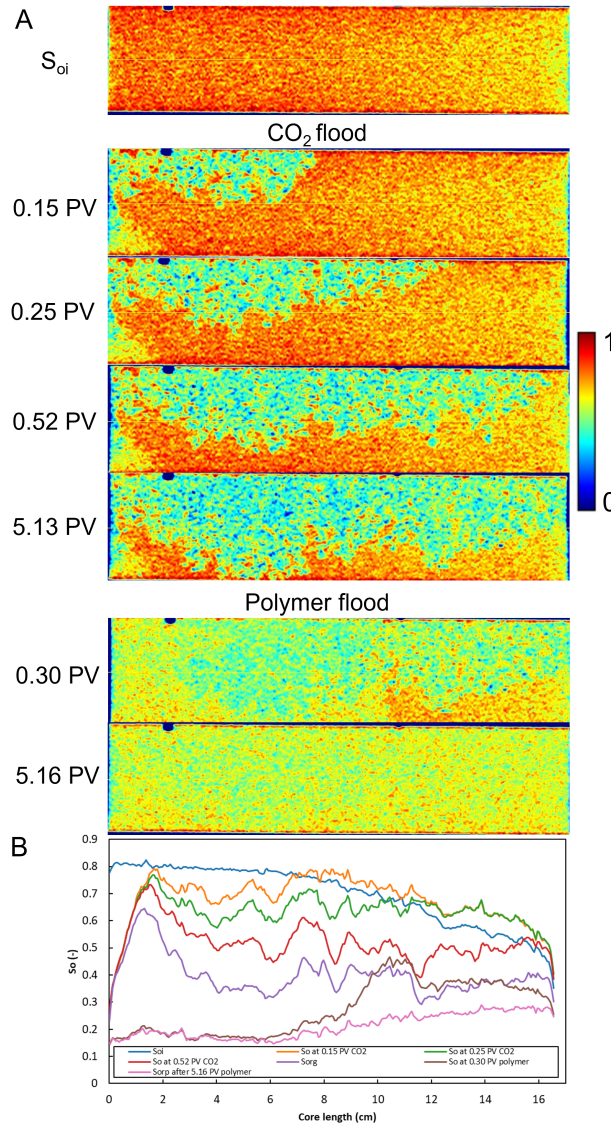 A
Soi
CO2 flood
0.15 PV
0.25 PV
1
0.52 PV
0
5.13 PV
Polymer flood
0.30 PV
5.16 PV
B
0.9
0.8
0.7
0.6
0.5
0.4
0.3
0.2
0.1
0
So (-)
Soi
So at 0.15 PV CO2
So at 0.25 PV CO2
So at 0.52 PV CO2
Sorg
So at 0.30 PV polymer
Sorp after 5.16 PV polymer
0 2 4 6 8 10 12 14 16
Core length (cm)